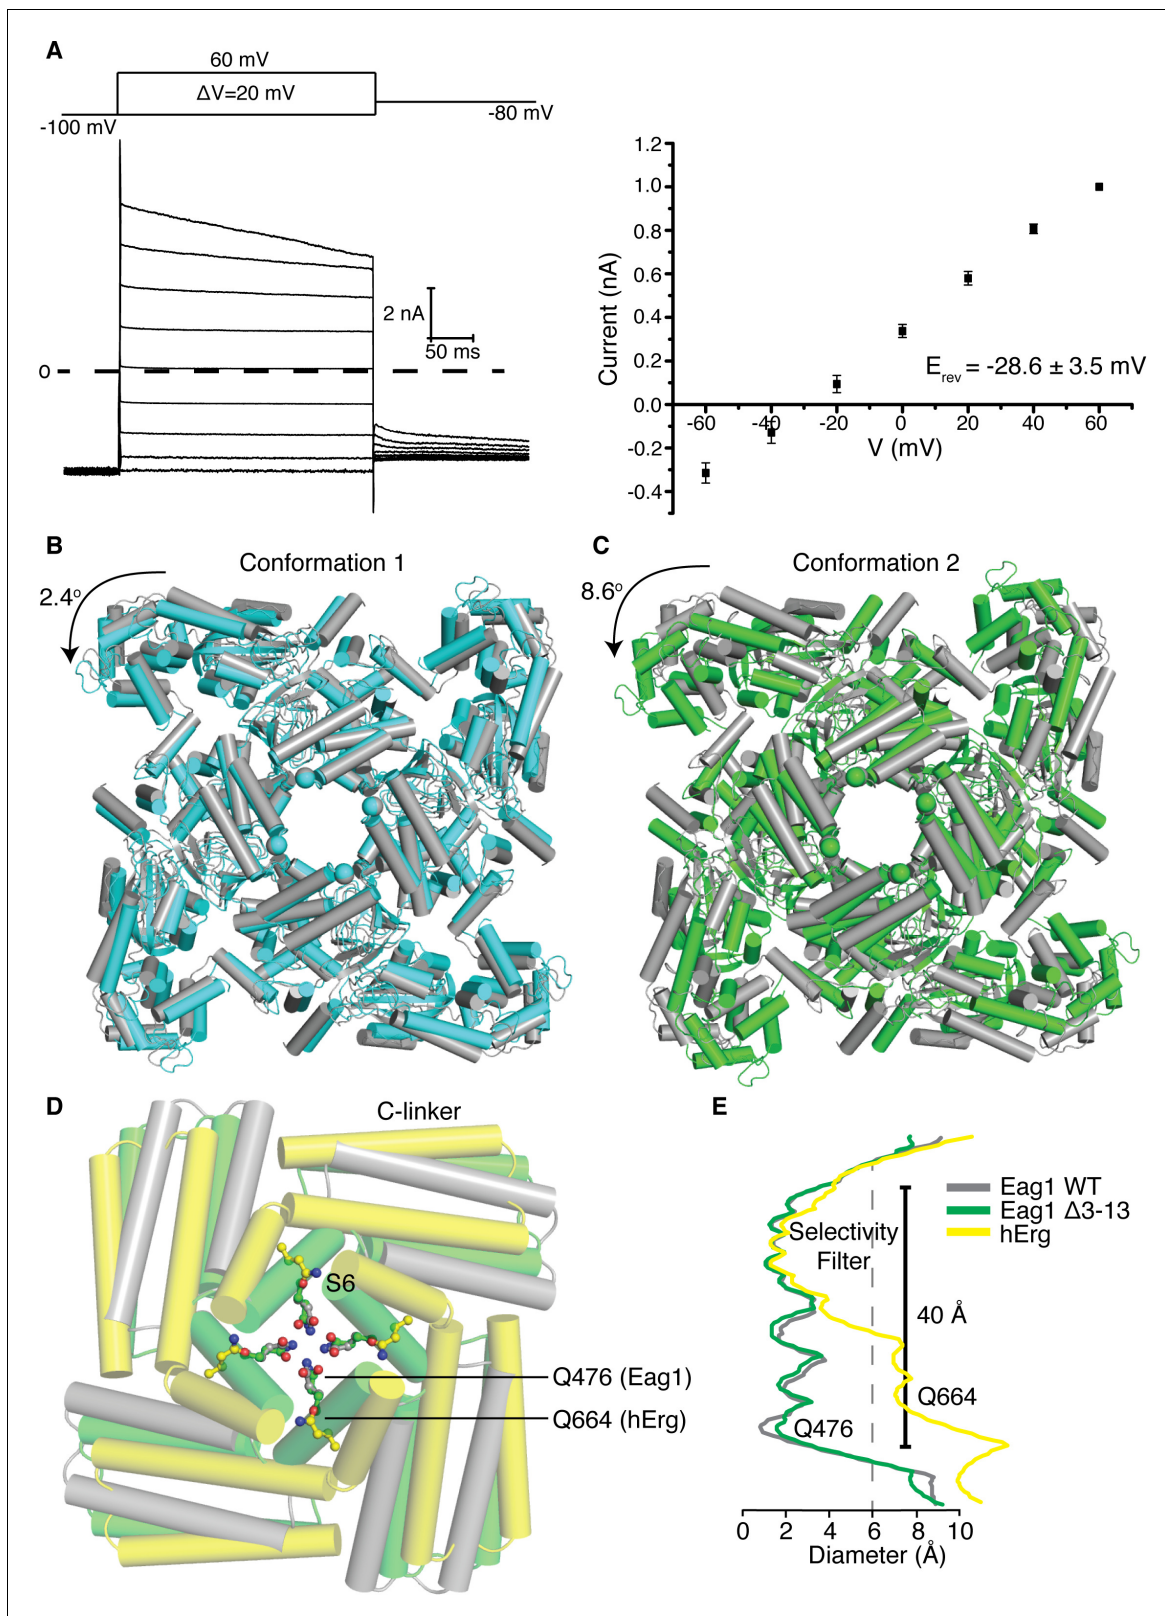 A
60 mV
ΔV=20 mV
-100 mV
-80 mV
2 nA
50 ms
0
1.2
1.0
0.8
0.6
0.4
0.2
0.0
-0.2
-0.4
Current (nA)
-60 -40 -20 0 20 40 60
V (mV)
Erev = -28.6 ± 3.5 mV
B
Conformation 1
2.4°
C
Conformation 2
8.6°
D
C-linker
S6
Q476 (Eag1)
Q664 (hErg)
E
Eag1 WT
Eag1 Δ3-13
hErg
Selectivity
Filter
40 Å
Q664
Q476
0 2 4 6 8 10
Diameter (Å)